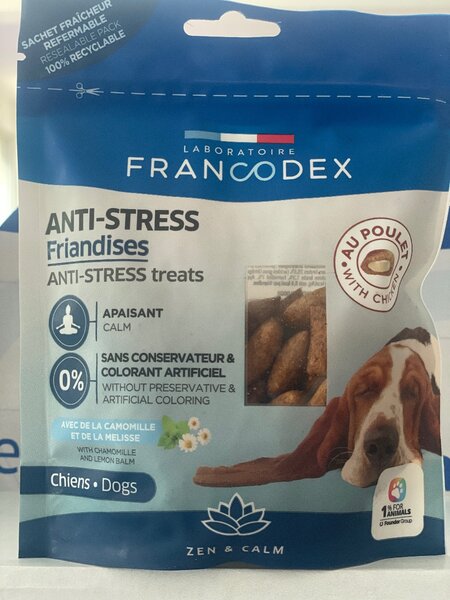 SACHET FRAÎCHEUR
REFERMABLE
RESEALABLE PACK
100% RECYCLABLE
LABORATOIRE
FRANCODEX
ANTI-STRESS
Friandises
ANTI-STRESS treats
AU POULET
WITH CHICKEN
APAISANT
CALM
0%
SANS CONSERVATEUR &
COLORANT ARTIFICIEL
WITHOUT PRESERVATIVE &
ARTIFICIAL COLORING
AVEC DE LA CAMOMILLE
ET DE LA MELISSE
WITH CHAMOMILLE
AND LEMON BALM
Chiens • Dogs
1% FOR
ANIMALS
Founder Group
ZEN & CALM
e